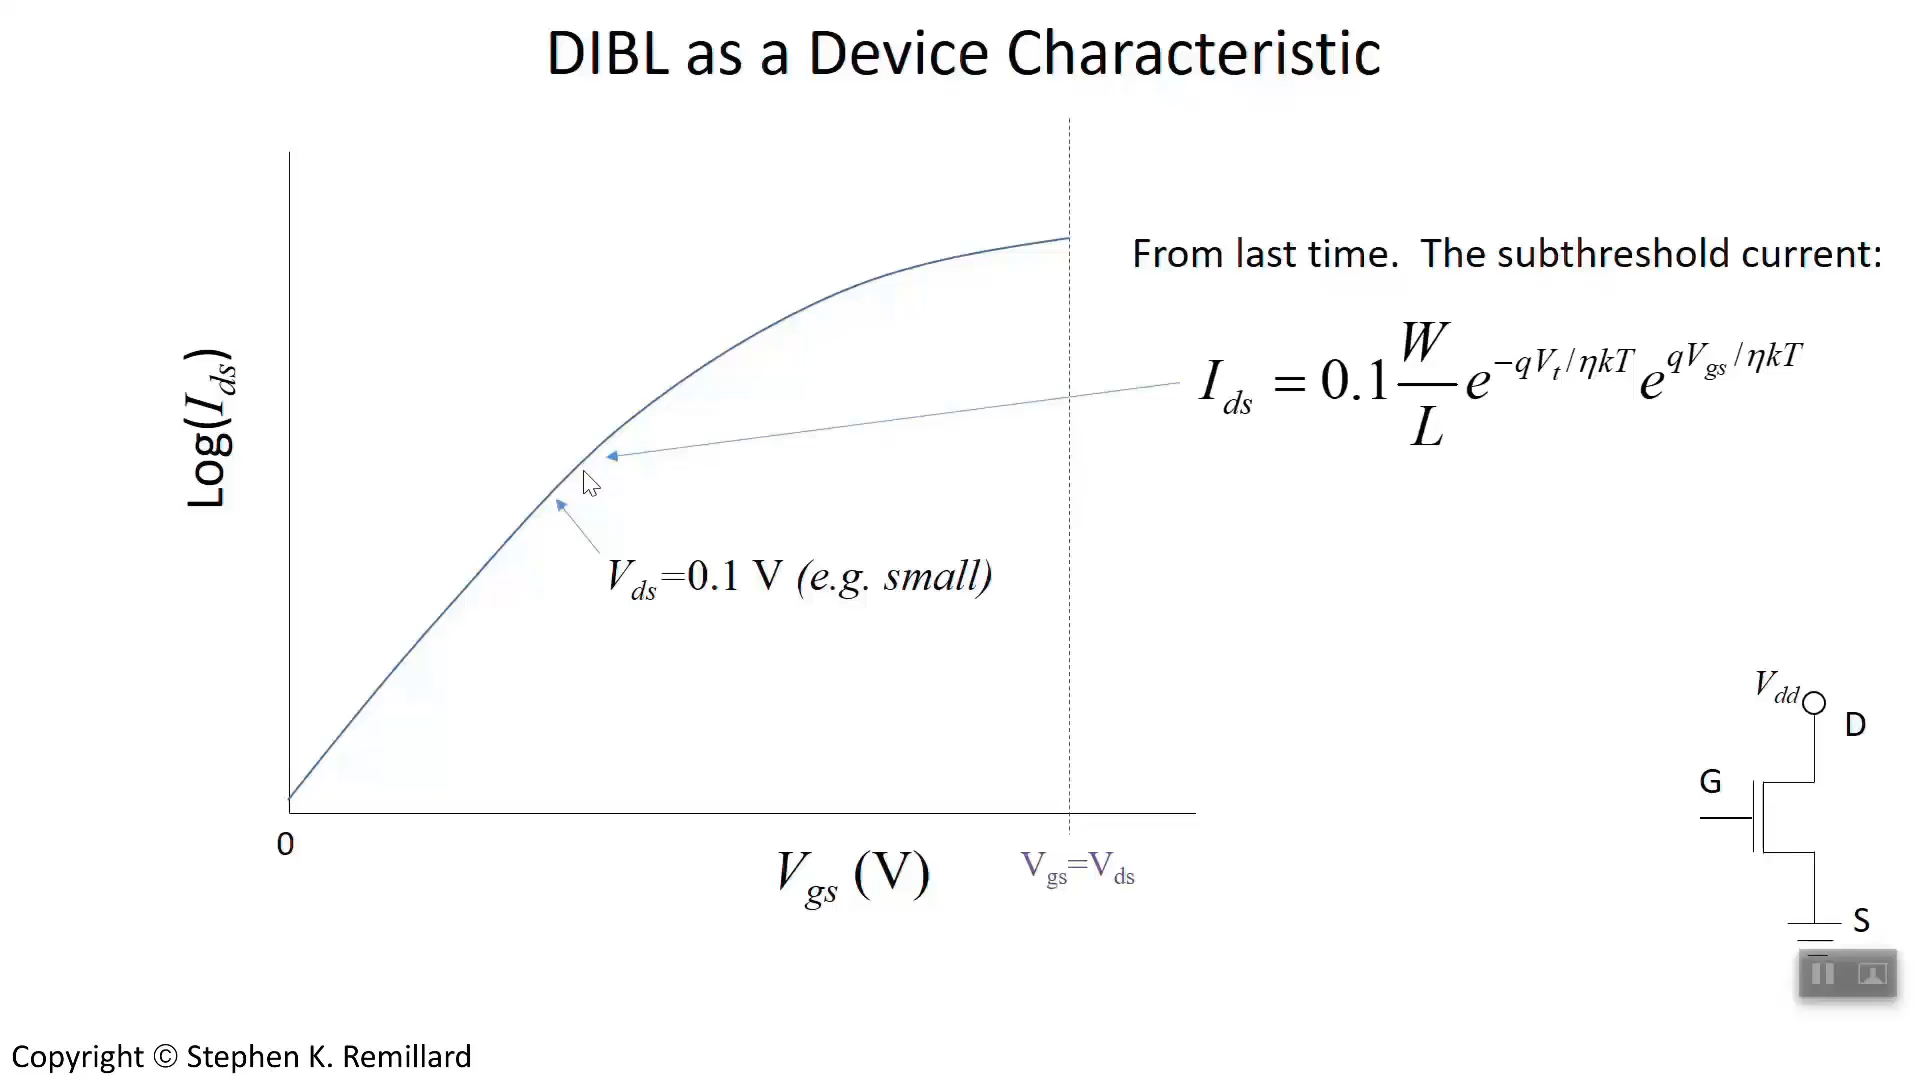 DIBL as a Device Characteristic
From last time.  The subthreshold current:
I_ds = 0.1 W/L e^{-qV_t/ηkT} e^{qV_gs/ηkT}
Log(I_ds)
V_ds=0.1 V (e.g. small)
V_dd
D
G
S
0
V_gs (V)
V_gs=V_ds
Copyright © Stephen K. Remillard